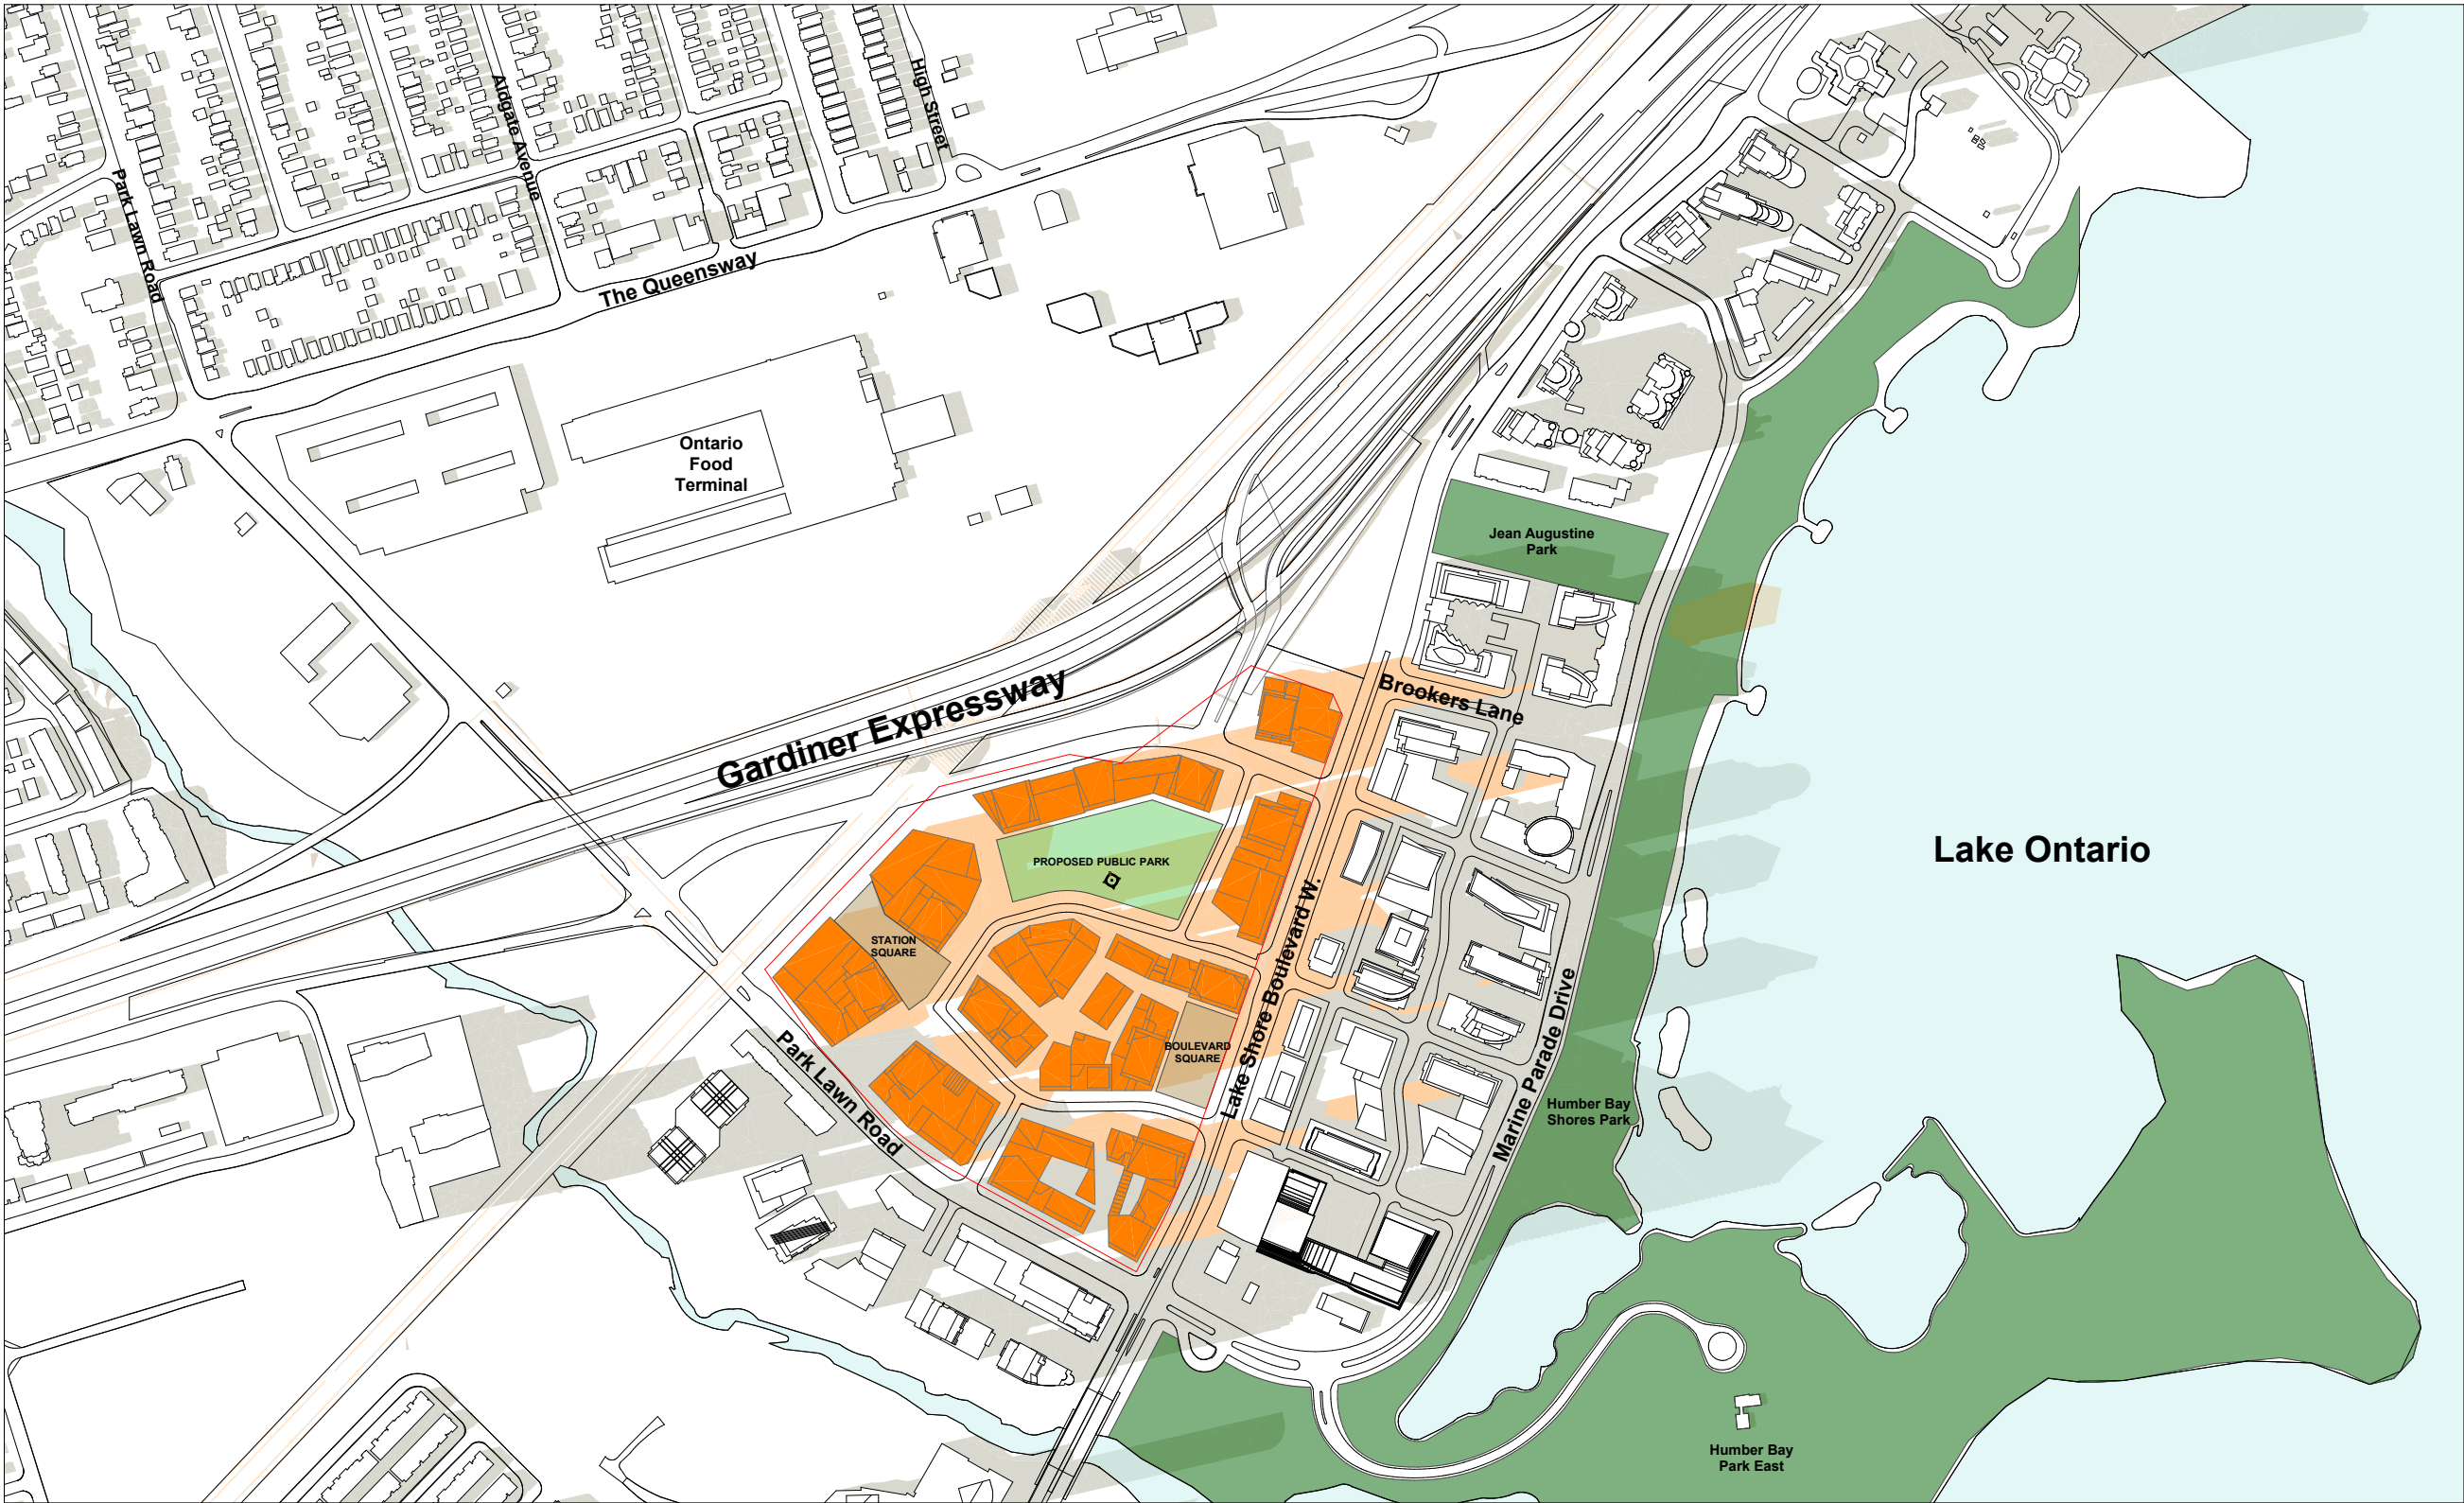 Aldgate Avenue
High Street
Park Lawn Road
The Queensway
Ontario
Food
Terminal
Jean Augustine
Park
Gardiner Expressway
Brookers Lane
PROPOSED PUBLIC PARK
Lake Ontario
STATION
SQUARE
Lake Shore Boulevard W.
BOULEVARD
SQUARE
Park Lawn Road
Marine Parade Drive
Humber Bay
Shores Park
Humber Bay
Park East